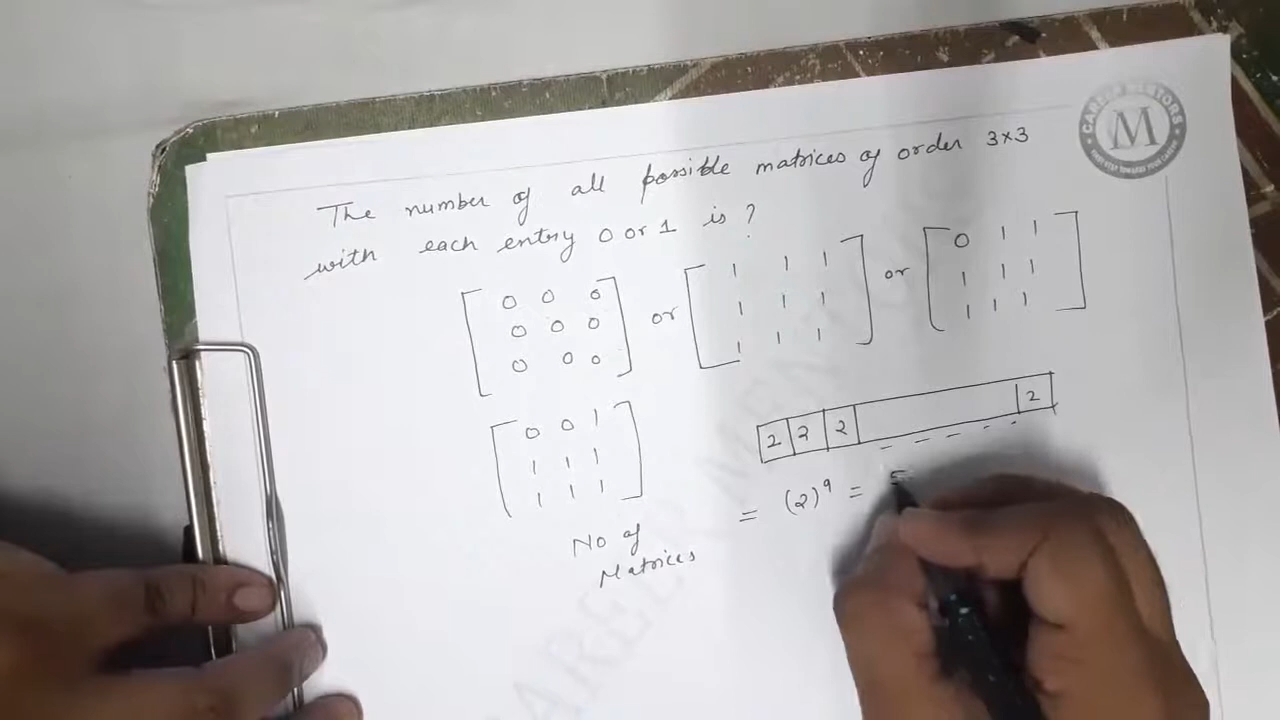 The number of all possible matrices of order 3×3
with each entry 0 or 1 is ?
0 0 0 or 1 1 1 or 0 1 1
0 0 0 1 1 1 1 1 1
0 0 0 1 1 1 1 1 1
0 0 1
1 1 1
1 1 1
2 2 2 2
No of = (2)^9 = 5
Matrices
CAREER MENTORS
M